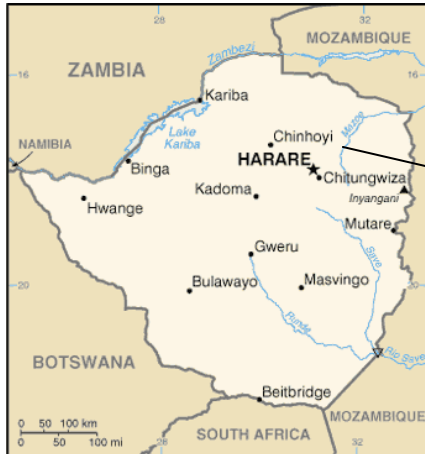 28
32
MOZAMBIQUE
Zambezi
ZAMBIA
16
16
Kariba
Lake
Kariba
Mazoe
Chinhoyi
NAMIBIA
HARARE
Binga
Chitungwiza
Hwange
Kadoma
Inyangani
Mutare
Gweru
Save
Bulawayo
Masvingo
20
20
Runde
Rio Save
BOTSWANA
Beitbridge
0 50 100 km
0 50 100 mi
28
SOUTH AFRICA
MOZAMBIQUE
32